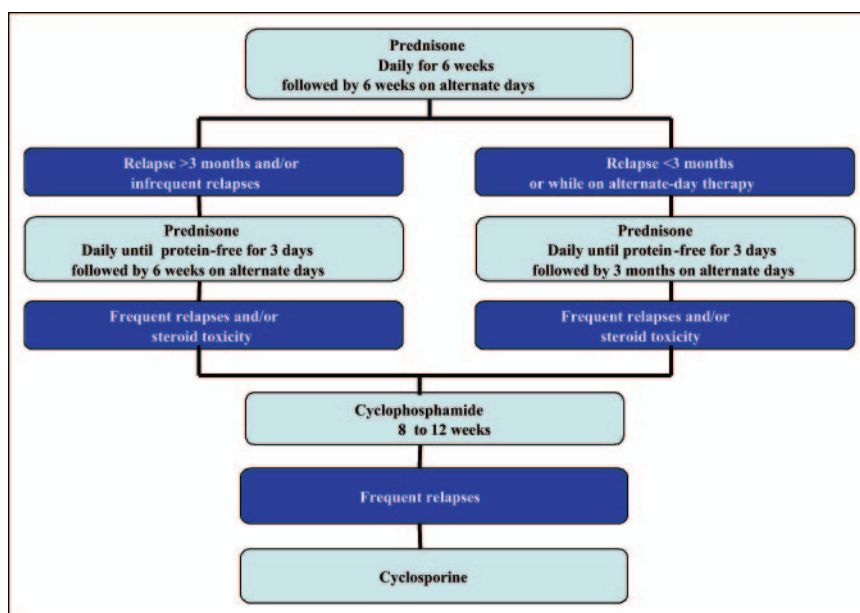 Prednisone
Daily for 6 weeks
followed by 6 weeks on alternate days
Relapse >3 months and/or
infrequent relapses
Relapse <3 months
or while on alternate-day therapy
Prednisone
Daily until protein-free for 3 days
followed by 6 weeks on alternate days
Prednisone
Daily until protein-free for 3 days
followed by 3 months on alternate days
Frequent relapses and/or
steroid toxicity
Frequent relapses and/or
steroid toxicity
Cyclophosphamide
8 to 12 weeks
Frequent relapses
Cyclosporine